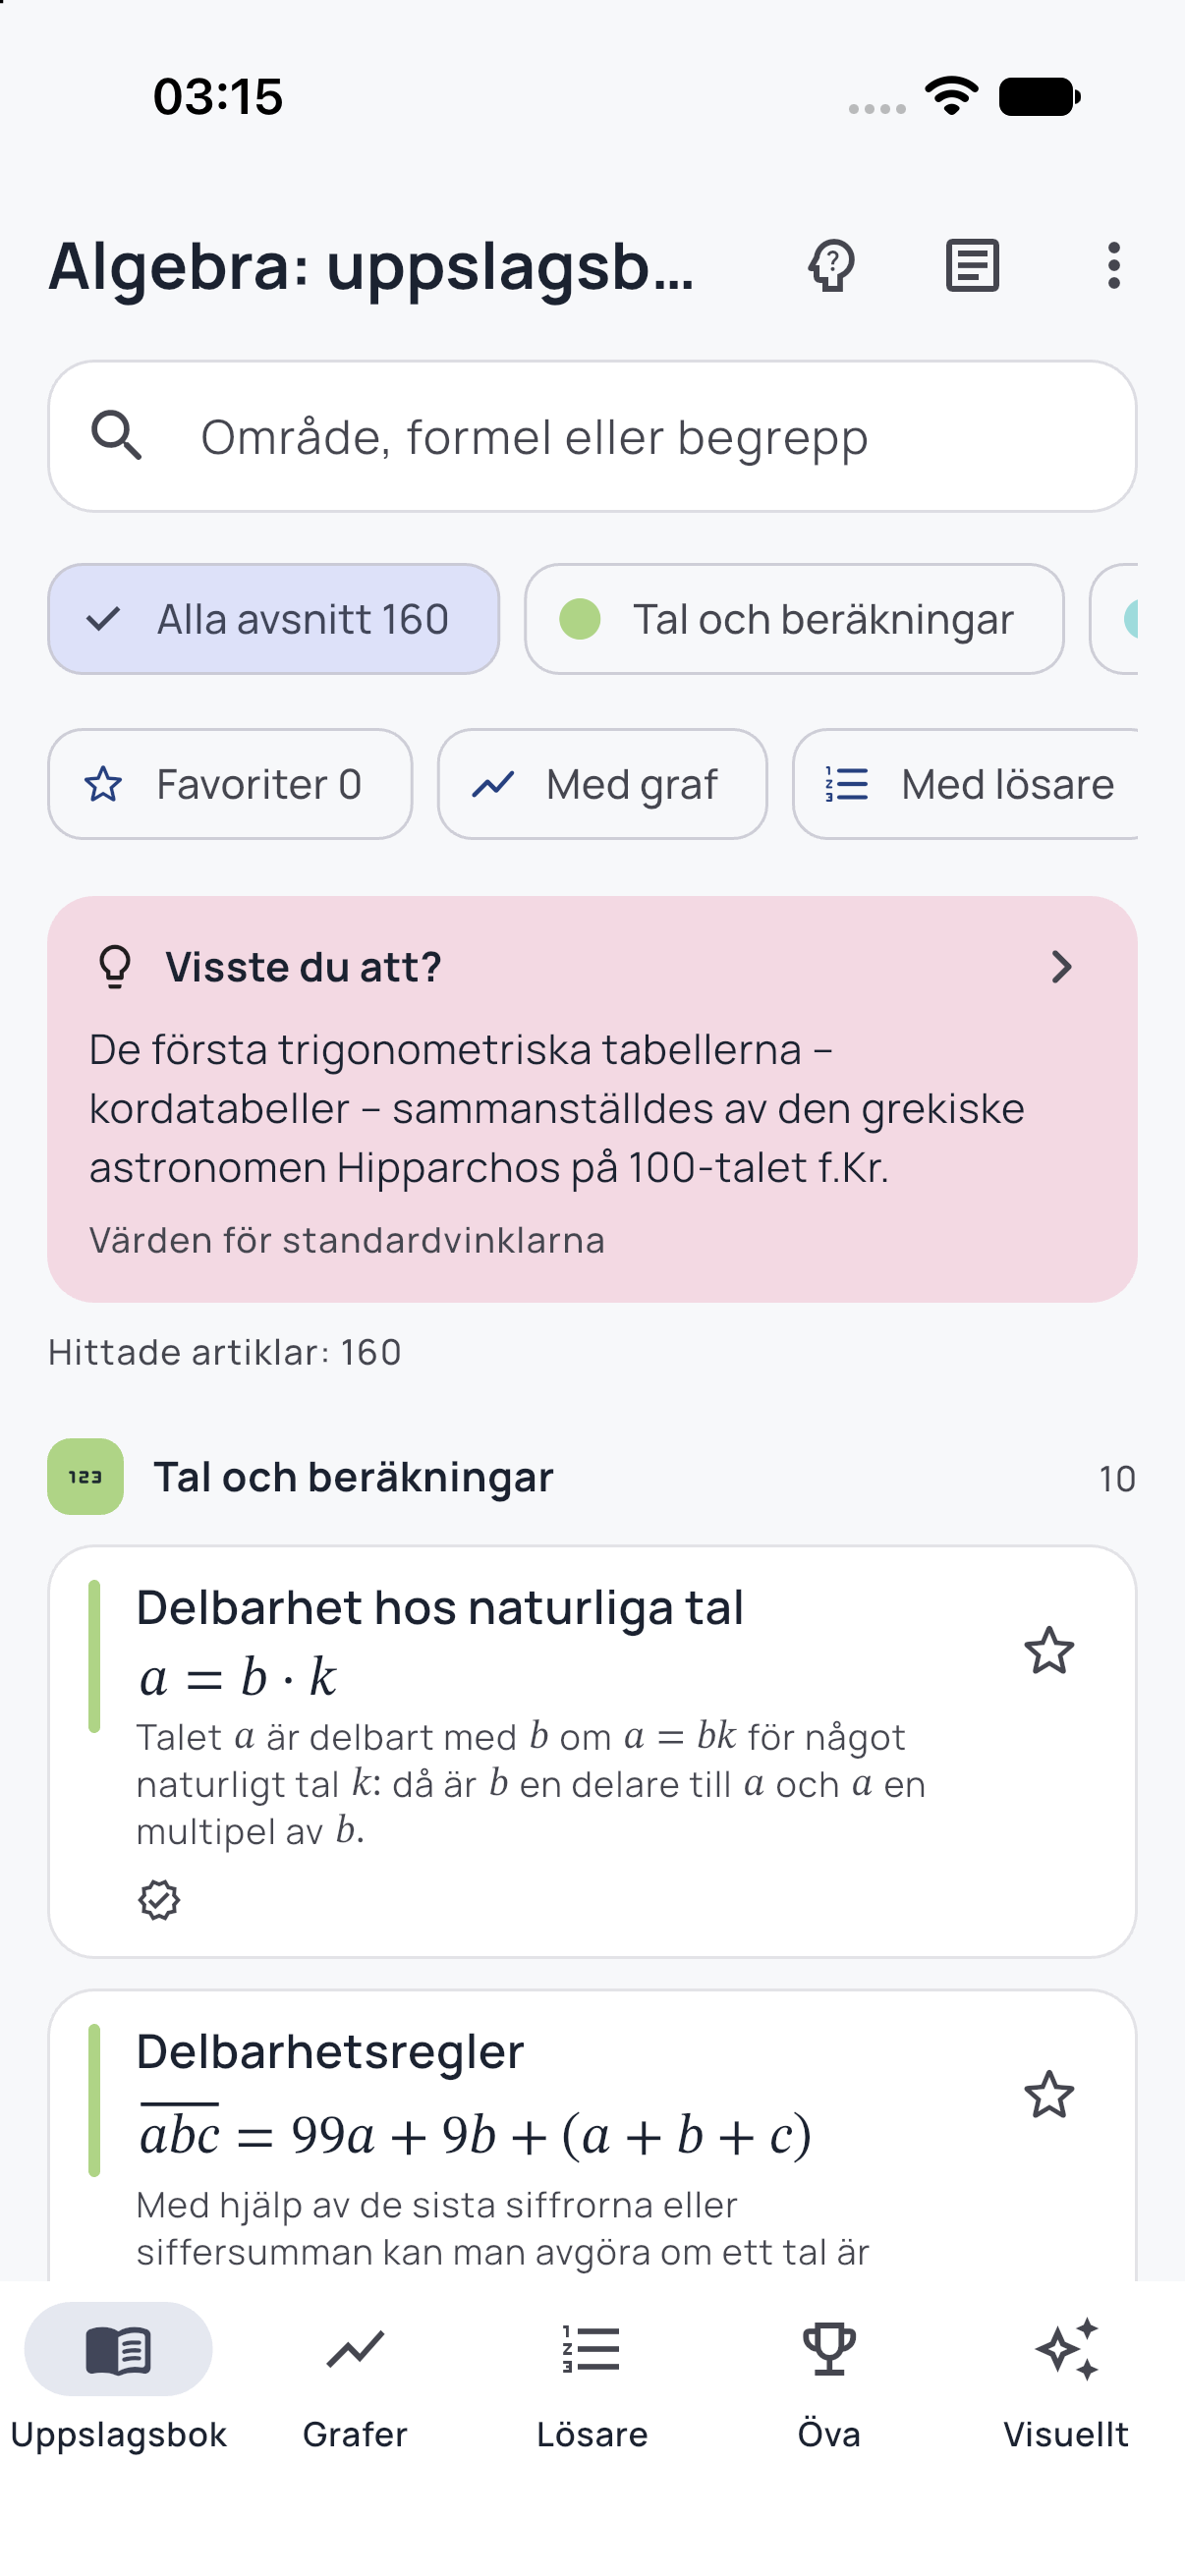 03:15
Algebra: uppslagsb...
Område, formel eller begrepp
Alla avsnitt 160
Tal och beräkningar
Favoriter 0
Med graf
Med lösare
Visste du att?
De första trigonometriska tabellerna –
kordatabeller – sammanställdes av den grekiske
astronomen Hipparchos på 100-talet f.Kr.
Värden för standardvinklarna
Hittade artiklar: 160
123 Tal och beräkningar 10
Delbarhet hos naturliga tal
a = b · k
Talet a är delbart med b om a = bk för något
naturligt tal k: då är b en delare till a och a en
multipel av b.
Delbarhetsregler
a̅b̅c̅ = 99a + 9b + (a + b + c)
Med hjälp av de sista siffrorna eller
siffersumman kan man avgöra om ett tal är
Uppslagsbok
Grafer
Lösare
Öva
Visuellt